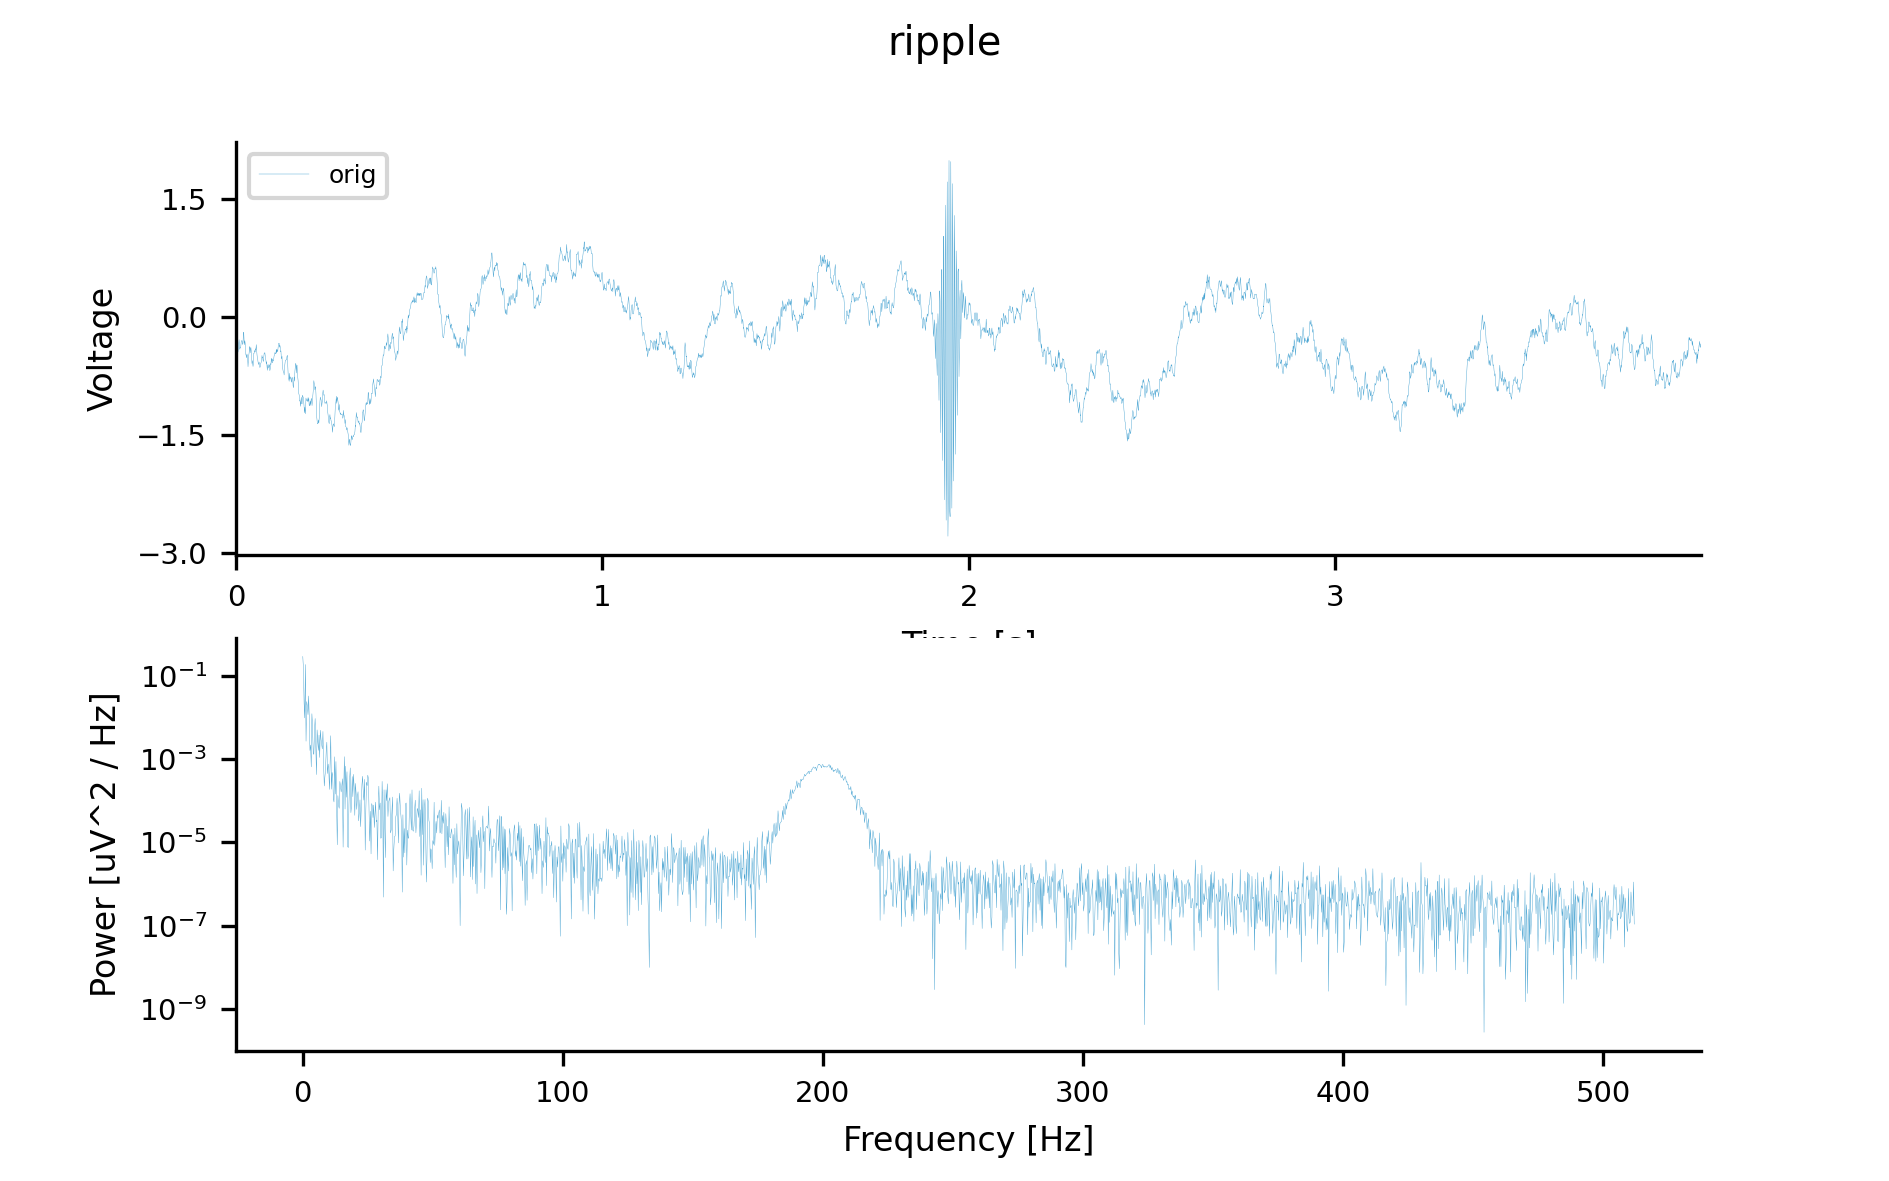 ripple
orig
Voltage
1.5
0.0
−1.5
−3.0
0 1 2 3
Time [s]
Power [uV^2 / Hz]
10⁻¹
10⁻³
10⁻⁵
10⁻⁷
10⁻⁹
0 100 200 300 400 500
Frequency [Hz]